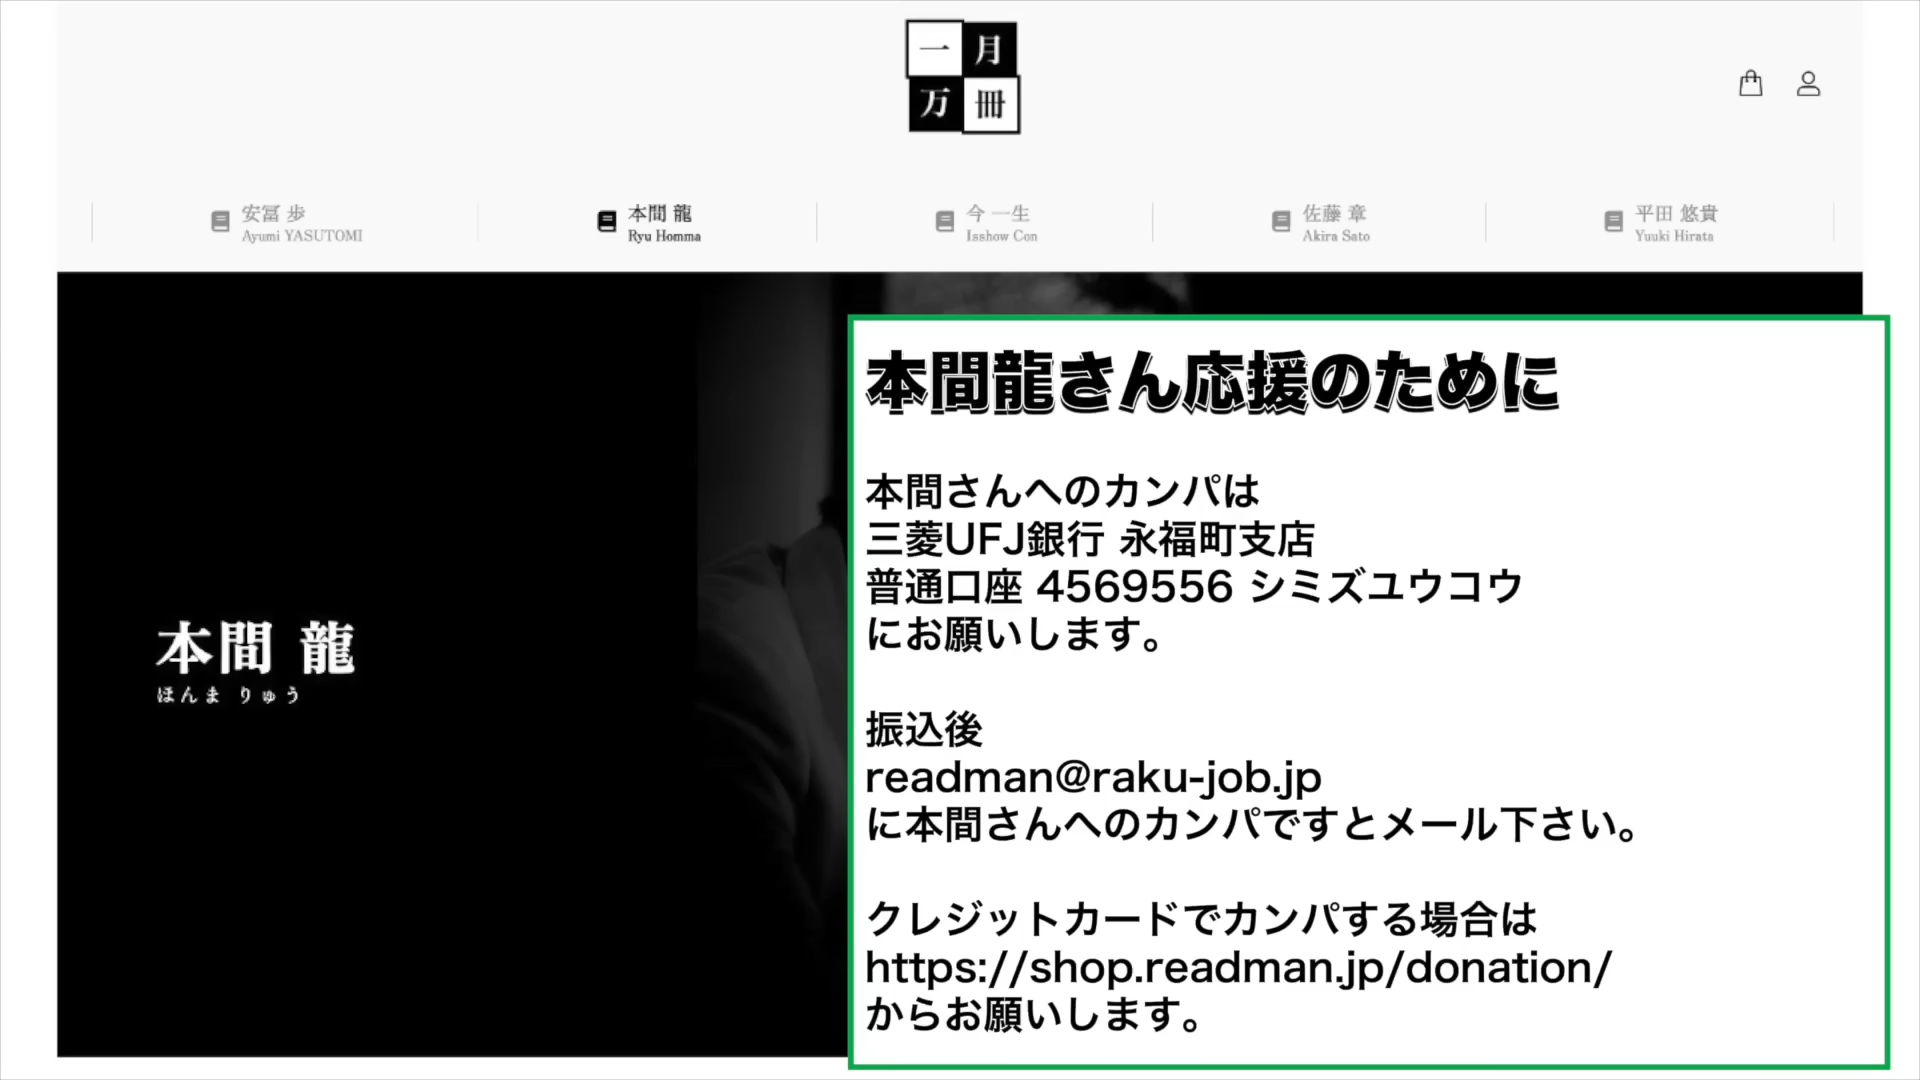 一月
万冊
安冨 歩
Ayumi YASUTOMI
本間 龍
Ryu Homma
今 一生
Isshow Con
佐藤 章
Akira Sato
平田 悠貴
Yuuki Hirata
本間 龍
ほんま りゅう
本間龍さん応援のために
本間さんへのカンパは
三菱UFJ銀行 永福町支店
普通口座 4569556 シミズユウコウ
にお願いします。
振込後
readman@raku-job.jp
に本間さんへのカンパですとメール下さい。
クレジットカードでカンパする場合は
https://shop.readman.jp/donation/
からお願いします。